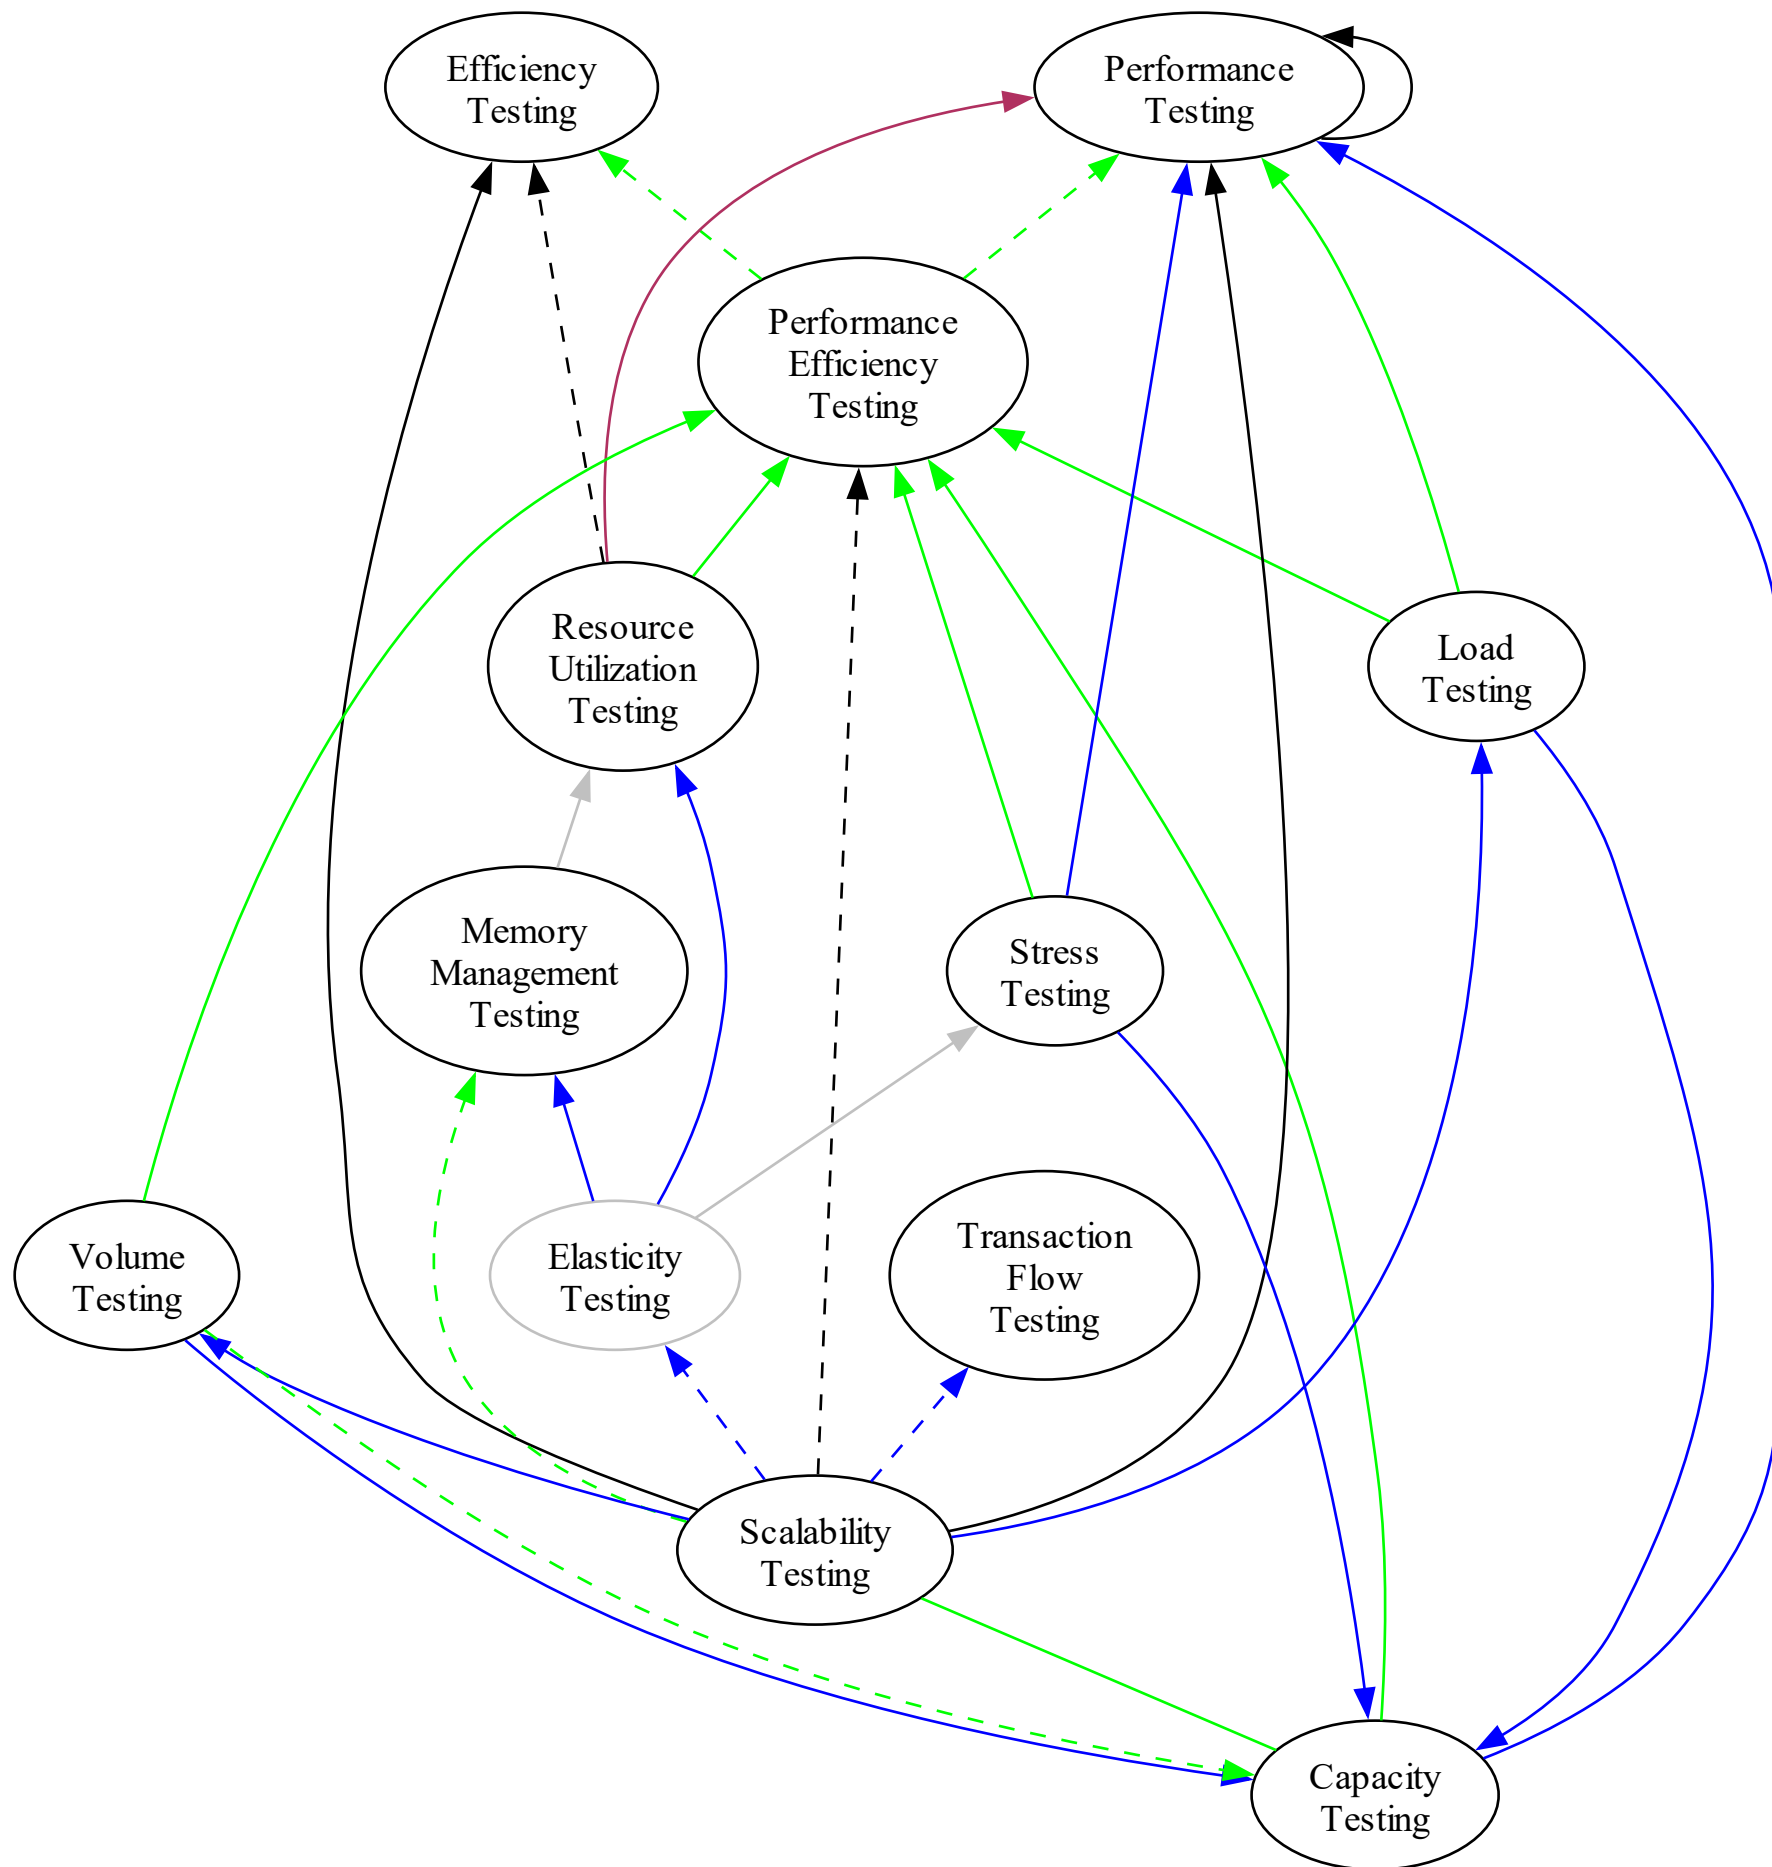 Efficiency
Testing
Performance
Testing
Performance
Efficiency
Testing
Resource
Utilization
Testing
Load
Testing
Memory
Management
Testing
Stress
Testing
Volume
Testing
Elasticity
Testing
Transaction
Flow
Testing
Scalability
Testing
Capacity
Testing